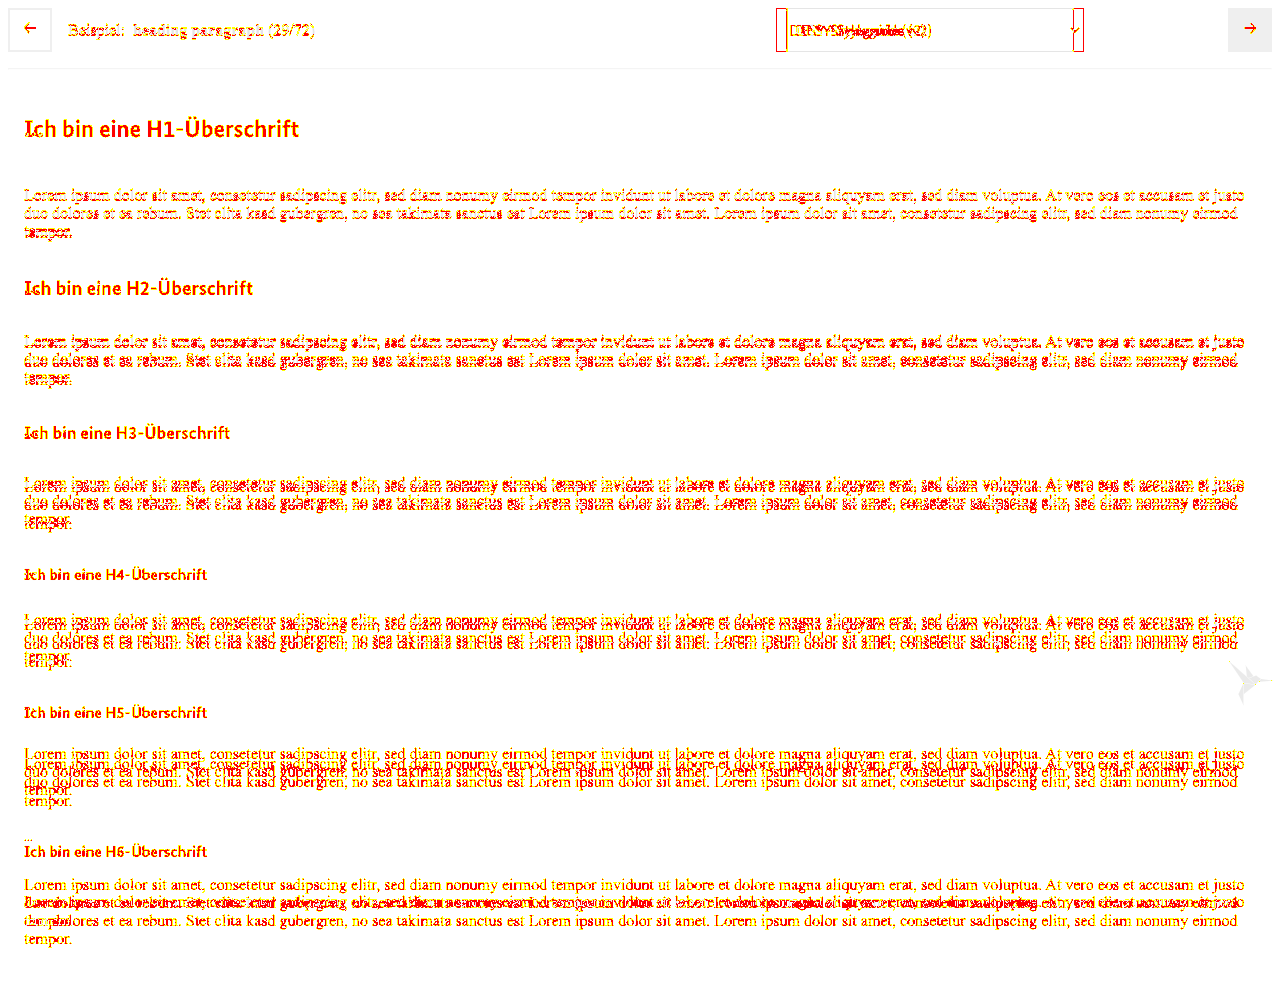 Beispiel: heading paragraph (29/72)
Ich bin eine H1-Überschrift
Lorem ipsum dolor sit amet, consetetur sadipscing elitr, sed diam nonumy eirmod tempor invidunt ut labore et dolore magna aliquyam erat, sed diam voluptua. At vero eos et accusam et justo
duo dolores et ea rebum. Stet clita kasd gubergren, no sea takimata sanctus est Lorem ipsum dolor sit amet. Lorem ipsum dolor sit amet, consetetur sadipscing elitr, sed diam nonumy eirmod
tempor.
Ich bin eine H2-Überschrift
Lorem ipsum dolor sit amet, consetetur sadipscing elitr, sed diam nonumy eirmod tempor invidunt ut labore et dolore magna aliquyam erat, sed diam voluptua. At vero eos et accusam et justo
duo dolores et ea rebum. Stet clita kasd gubergren, no sea takimata sanctus est Lorem ipsum dolor sit amet. Lorem ipsum dolor sit amet, consetetur sadipscing elitr, sed diam nonumy eirmod
tempor.
Ich bin eine H3-Überschrift
Lorem ipsum dolor sit amet, consetetur sadipscing elitr, sed diam nonumy eirmod tempor invidunt ut labore et dolore magna aliquyam erat, sed diam voluptua. At vero eos et accusam et justo
duo dolores et ea rebum. Stet clita kasd gubergren, no sea takimata sanctus est Lorem ipsum dolor sit amet. Lorem ipsum dolor sit amet, consetetur sadipscing elitr, sed diam nonumy eirmod
tempor.
Ich bin eine H4-Überschrift
Lorem ipsum dolor sit amet, consetetur sadipscing elitr, sed diam nonumy eirmod tempor invidunt ut labore et dolore magna aliquyam erat, sed diam voluptua. At vero eos et accusam et justo
duo dolores et ea rebum. Stet clita kasd gubergren, no sea takimata sanctus est Lorem ipsum dolor sit amet. Lorem ipsum dolor sit amet, consetetur sadipscing elitr, sed diam nonumy eirmod
tempor.
Ich bin eine H5-Überschrift
Lorem ipsum dolor sit amet, consetetur sadipscing elitr, sed diam nonumy eirmod tempor invidunt ut labore et dolore magna aliquyam erat, sed diam voluptua. At vero eos et accusam et justo
duo dolores et ea rebum. Stet clita kasd gubergren, no sea takimata sanctus est Lorem ipsum dolor sit amet. Lorem ipsum dolor sit amet, consetetur sadipscing elitr, sed diam nonumy eirmod
tempor.
Ich bin eine H6-Überschrift
Lorem ipsum dolor sit amet, consetetur sadipscing elitr, sed diam nonumy eirmod tempor invidunt ut labore et dolore magna aliquyam erat, sed diam voluptua. At vero eos et accusam et justo
duo dolores et ea rebum. Stet clita kasd gubergren, no sea takimata sanctus est Lorem ipsum dolor sit amet. Lorem ipsum dolor sit amet, consetetur sadipscing elitr, sed diam nonumy eirmod
tempor.